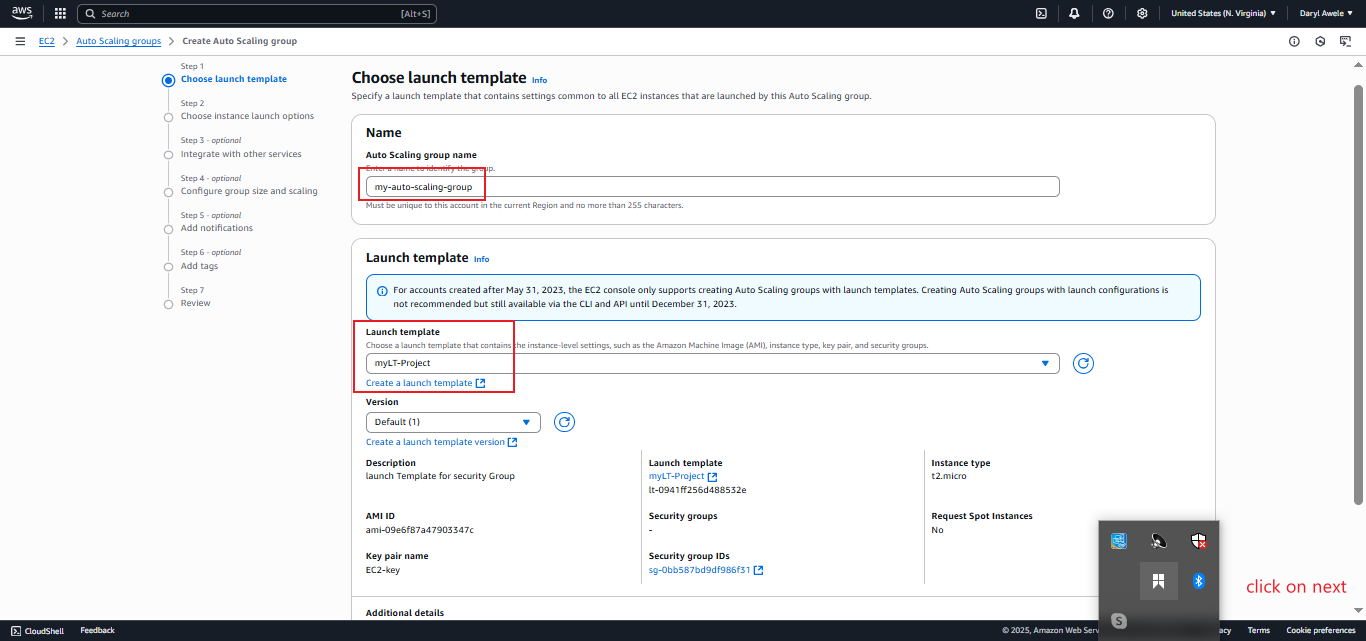 aws
Search
[Alt+S]
United States (N. Virginia)
Daryl Awele
EC2
Auto Scaling groups
Create Auto Scaling group
Step 1
Choose launch template
Step 2
Choose instance launch options
Step 3 - optional
Integrate with other services
Step 4 - optional
Configure group size and scaling
Step 5 - optional
Add notifications
Step 6 - optional
Add tags
Step 7
Review
Choose launch template Info
Specify a launch template that contains settings common to all EC2 instances that are launched by this Auto Scaling group.
Name
Auto Scaling group name
Enter a name to identify the group.
my-auto-scaling-group
Must be unique to this account in the current Region and no more than 255 characters.
Launch template Info
For accounts created after May 31, 2023, the EC2 console only supports creating Auto Scaling groups with launch templates. Creating Auto Scaling groups with launch configurations is
not recommended but still available via the CLI and API until December 31, 2023.
Launch template
Choose a launch template that contains the instance-level settings, such as the Amazon Machine Image (AMI), instance type, key pair, and security groups.
myLT-Project
Create a launch template
Version
Default (1)
Create a launch template version
Description
launch Template for security Group
Launch template
myLT-Project
lt-0941ff256d488532e
Instance type
t2.micro
AMI ID
ami-09e6f87a47903347c
Security groups
-
Request Spot Instances
No
Key pair name
EC2-key
Security group IDs
sg-0bb587bd9df986f31
Additional details
click on next
CloudShell
Feedback
© 2025, Amazon Web Serv
acy
Terms
Cookie preferences